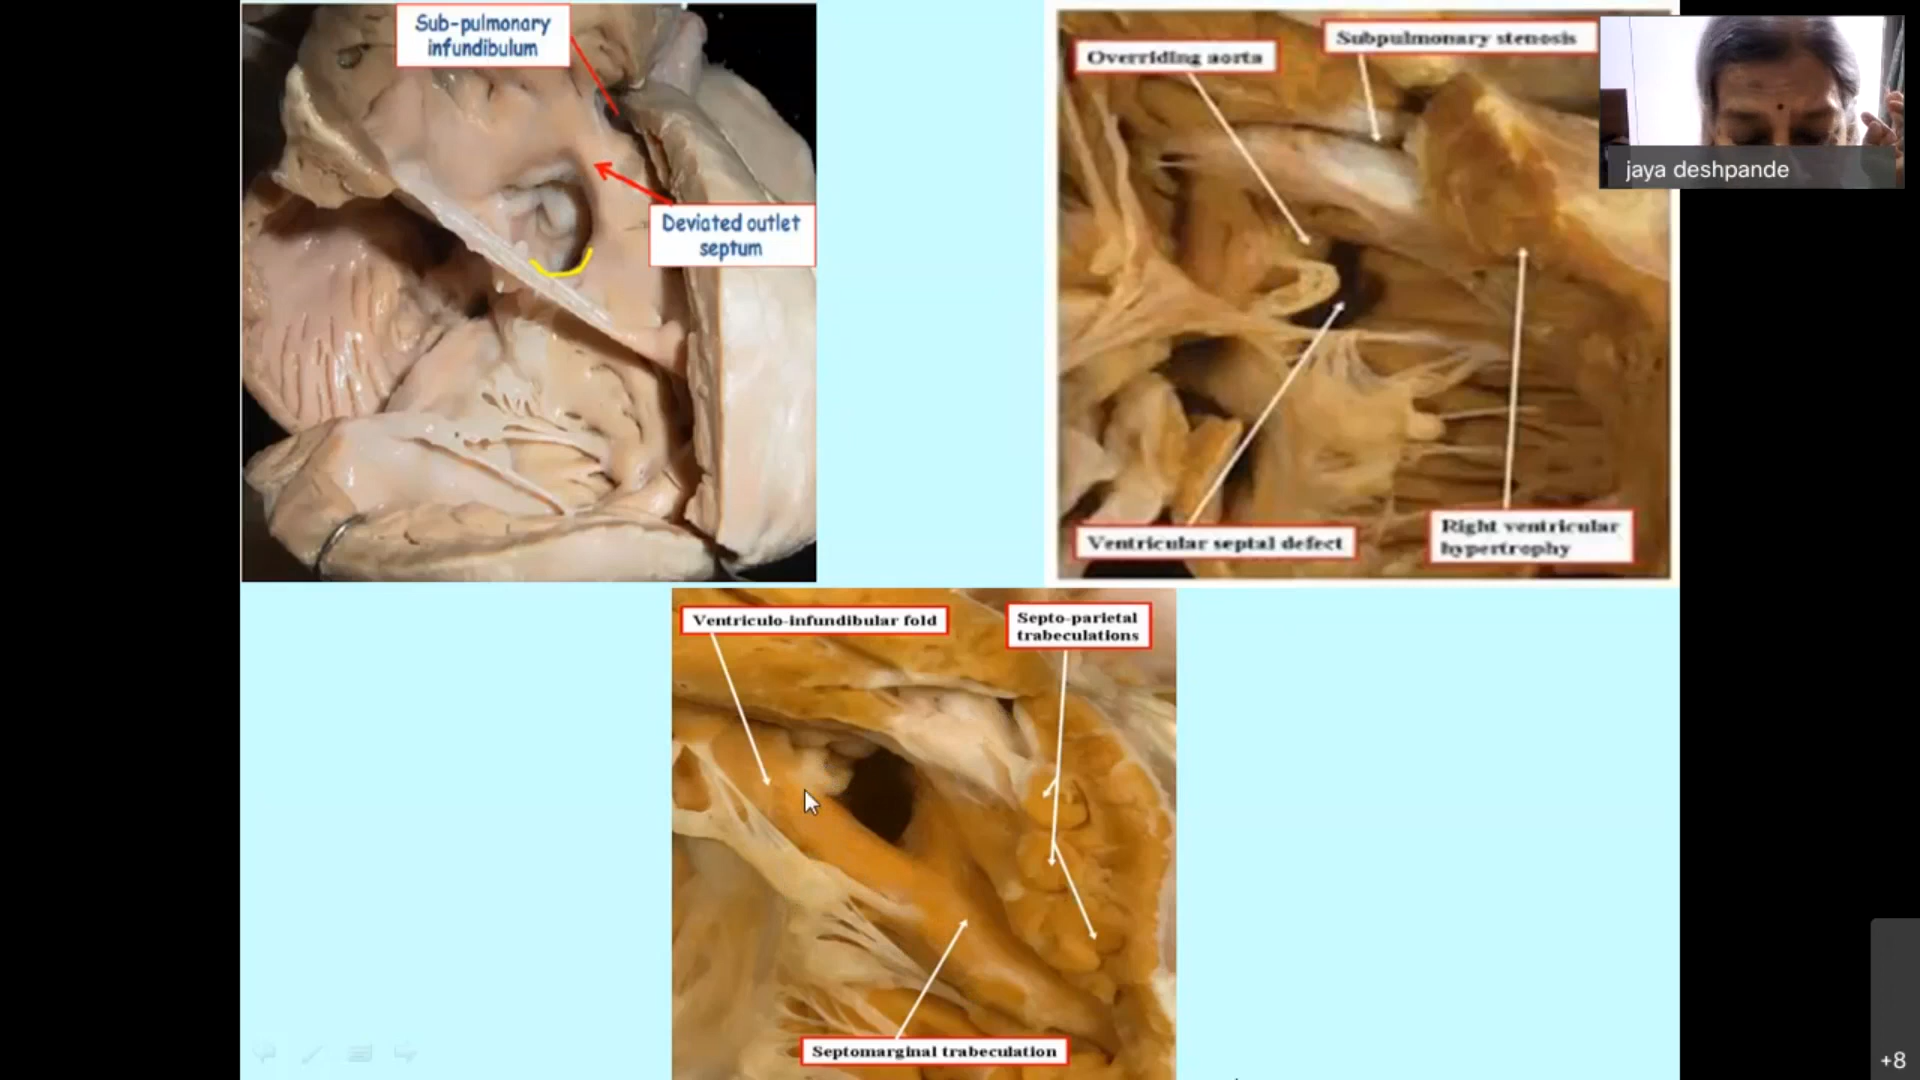 Sub-pulmonary
infundibulum
Deviated outlet
septum
Overriding aorta
Subpulmonary stenosis
Ventricular septal defect
Right ventricular
hypertrophy
jaya deshpande
Ventriculo-infundibular fold
Septo-parietal
trabeculations
Septomarginal trabeculation
+8